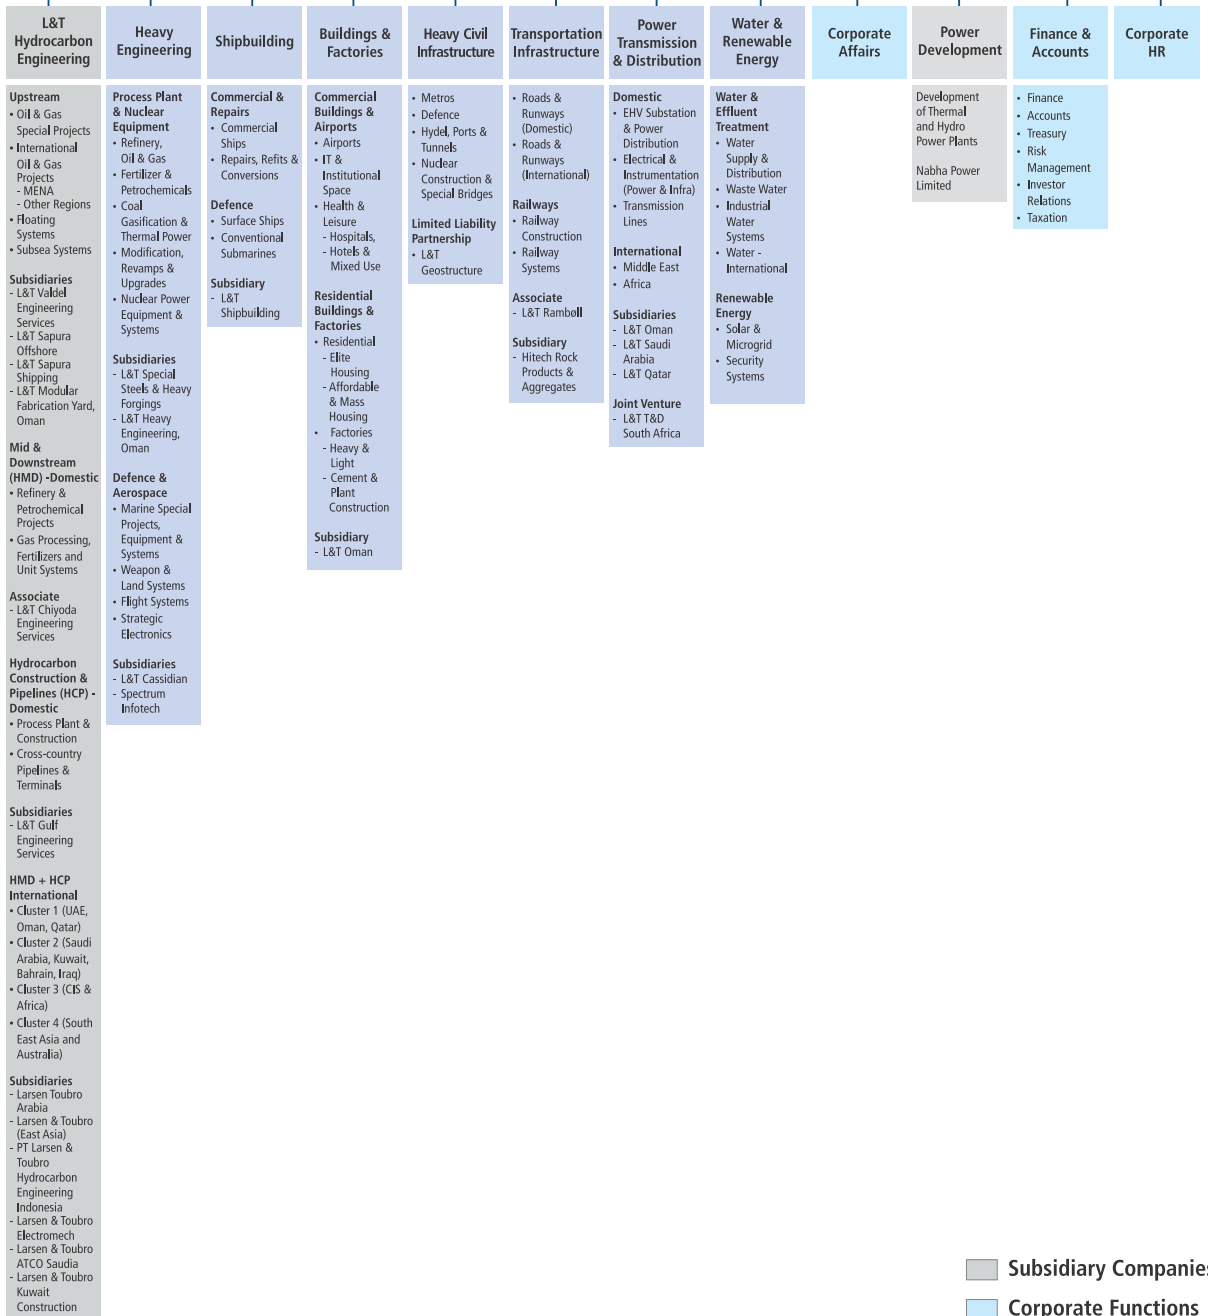 L&T
Hydrocarbon
Engineering
Upstream
• Oil & Gas
Special Projects
• International
Oil & Gas
Projects
- MENA
- Other Regions
• Floating
Systems
• Subsea Systems
Subsidiaries
- L&T Valdel
Engineering
Services
- L&T Sapura
Offshore
- L&T Sapura
Shipping
- L&T Modular
Fabrication Yard,
Oman
Mid &
Downstream
(HMD) -Domestic
• Refinery &
Petrochemical
Projects
• Gas Processing,
Fertilizers and
Unit Systems
Associate
- L&T Chiyoda
Engineering
Services
Hydrocarbon
Construction &
Pipelines (HCP) -
Domestic
• Process Plant &
Construction
• Cross-country
Pipelines &
Terminals
Subsidiaries
- L&T Gulf
Engineering
Services
HMD + HCP
International
• Cluster 1 (UAE,
Oman, Qatar)
• Cluster 2 (Saudi
Arabia, Kuwait,
Bahrain, Iraq)
• Cluster 3 (CIS &
Africa)
• Cluster 4 (South
East Asia and
Australia)
Subsidiaries
- Larsen Toubro
Arabia
- Larsen & Toubro
(East Asia)
- PT Larsen &
Toubro
Hydrocarbon
Engineering
Indonesia
- Larsen & Toubro
Electromech
- Larsen & Toubro
ATCO Saudia
- Larsen & Toubro
Kuwait
Construction
Heavy
Engineering
Process Plant
& Nuclear
Equipment
• Refinery,
Oil & Gas
• Fertilizer &
Petrochemicals
• Coal
Gasification &
Thermal Power
• Modification,
Revamps &
Upgrades
• Nuclear Power
Equipment &
Systems
Subsidiaries
- L&T Special
Steels & Heavy
Forgings
- L&T Heavy
Engineering,
Oman
Defence &
Aerospace
• Marine Special
Projects,
Equipment &
Systems
• Weapon &
Land Systems
• Flight Systems
• Strategic
Electronics
Subsidiaries
- L&T Cassidian
- Spectrum
Infotech
Shipbuilding
Commercial &
Repairs
• Commercial
Ships
• Repairs, Refits &
Conversions
Defence
• Surface Ships
• Conventional
Submarines
Subsidiary
- L&T
Shipbuilding
Buildings &
Factories
Commercial
Buildings &
Airports
• Airports
• IT &
Institutional
Space
• Health &
Leisure
- Hospitals,
- Hotels &
Mixed Use
Residential
Buildings &
Factories
• Residential
- Elite
Housing
- Affordable
& Mass
Housing
• Factories
- Heavy &
Light
- Cement &
Plant
Construction
Subsidiary
- L&T Oman
Heavy Civil
Infrastructure
• Metros
• Defence
• Hydel, Ports &
Tunnels
• Nuclear
Construction &
Special Bridges
Limited Liability
Partnership
• L&T
Geostructure
Transportation
Infrastructure
• Roads &
Runways
(Domestic)
• Roads &
Runways
(International)
Railways
• Railway
Construction
• Railway
Systems
Associate
- L&T Rambøll
Subsidiary
- Hitech Rock
Products &
Aggregates
Power
Transmission
& Distribution
Domestic
• EHV Substation
& Power
Distribution
• Electrical &
Instrumentation
(Power & Infra)
• Transmission
Lines
International
• Middle East
• Africa
Subsidiaries
- L&T Oman
- L&T Saudi
Arabia
- L&T Qatar
Joint Venture
- L&T T&D
South Africa
Water &
Renewable
Energy
Water &
Effluent
Treatment
• Water
Supply &
Distribution
• Waste Water
• Industrial
Water
Systems
• Water -
International
Renewable
Energy
• Solar &
Microgrid
• Security
Systems
Corporate
Affairs
Power
Development
Development
of Thermal
and Hydro
Power Plants
Nabha Power
Limited
Finance &
Accounts
• Finance
• Accounts
• Treasury
• Risk
Management
• Investor
Relations
• Taxation
Corporate
HR
Subsidiary Companies
Corporate Functions